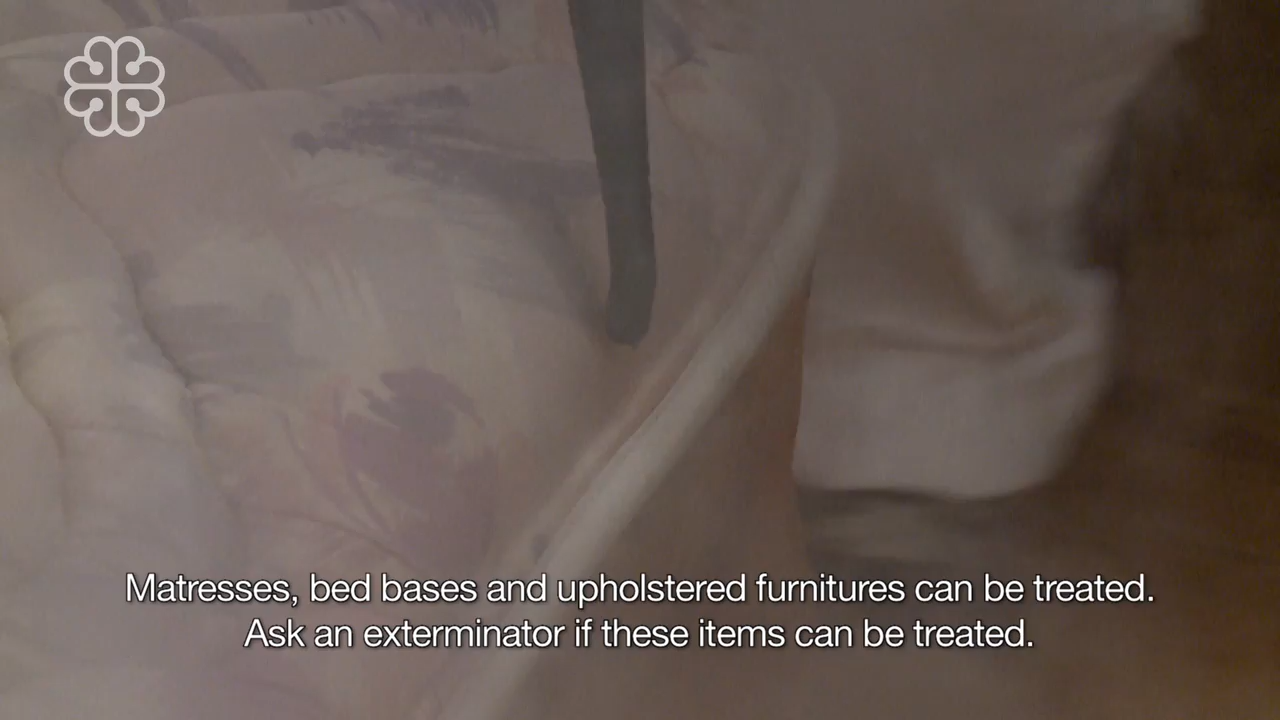 Matresses, bed bases and upholstered furnitures can be treated.
Ask an exterminator if these items can be treated.